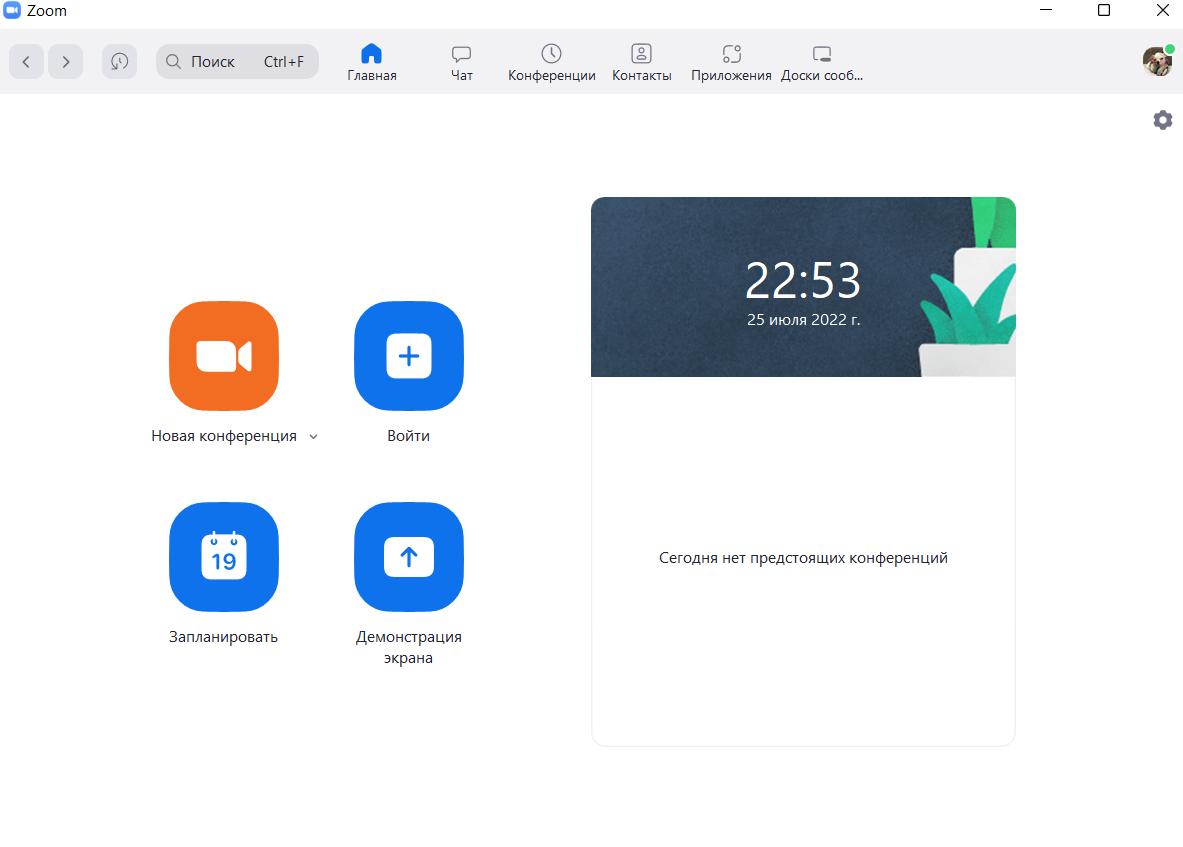 Zoom
Поиск Ctrl+F
Главная
Чат
Конференции
Контакты
Приложения
Доски сооб...
22:53
25 июля 2022 г.
Новая конференция
Войти
19
Запланировать
Демонстрация
экрана
Сегодня нет предстоящих конференций